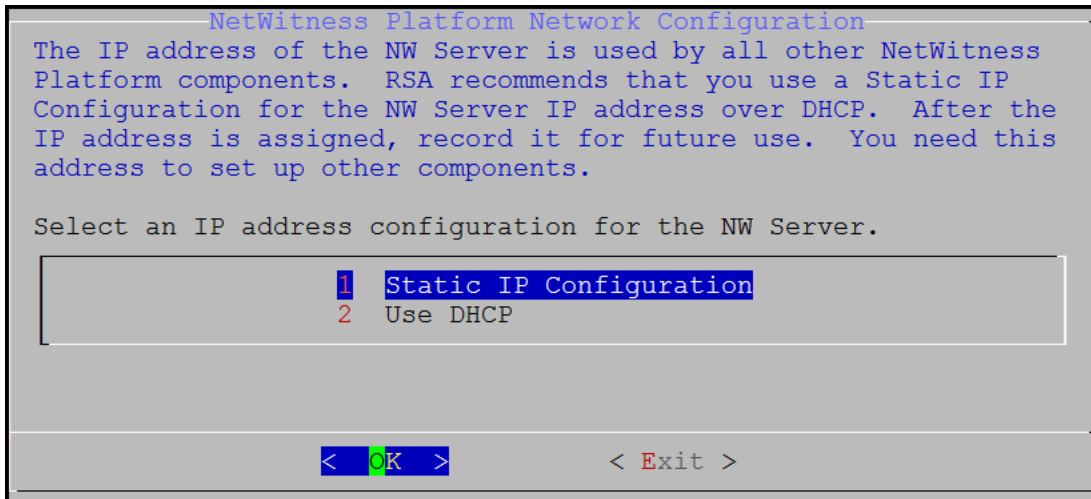 NetWitness Platform Network Configuration
The IP address of the NW Server is used by all other NetWitness
Platform components.  RSA recommends that you use a Static IP
Configuration for the NW Server IP address over DHCP.  After the
IP address is assigned, record it for future use.  You need this
address to set up other components.
Select an IP address configuration for the NW Server.
1  Static IP Configuration
2  Use DHCP
<  OK  >  < Exit >